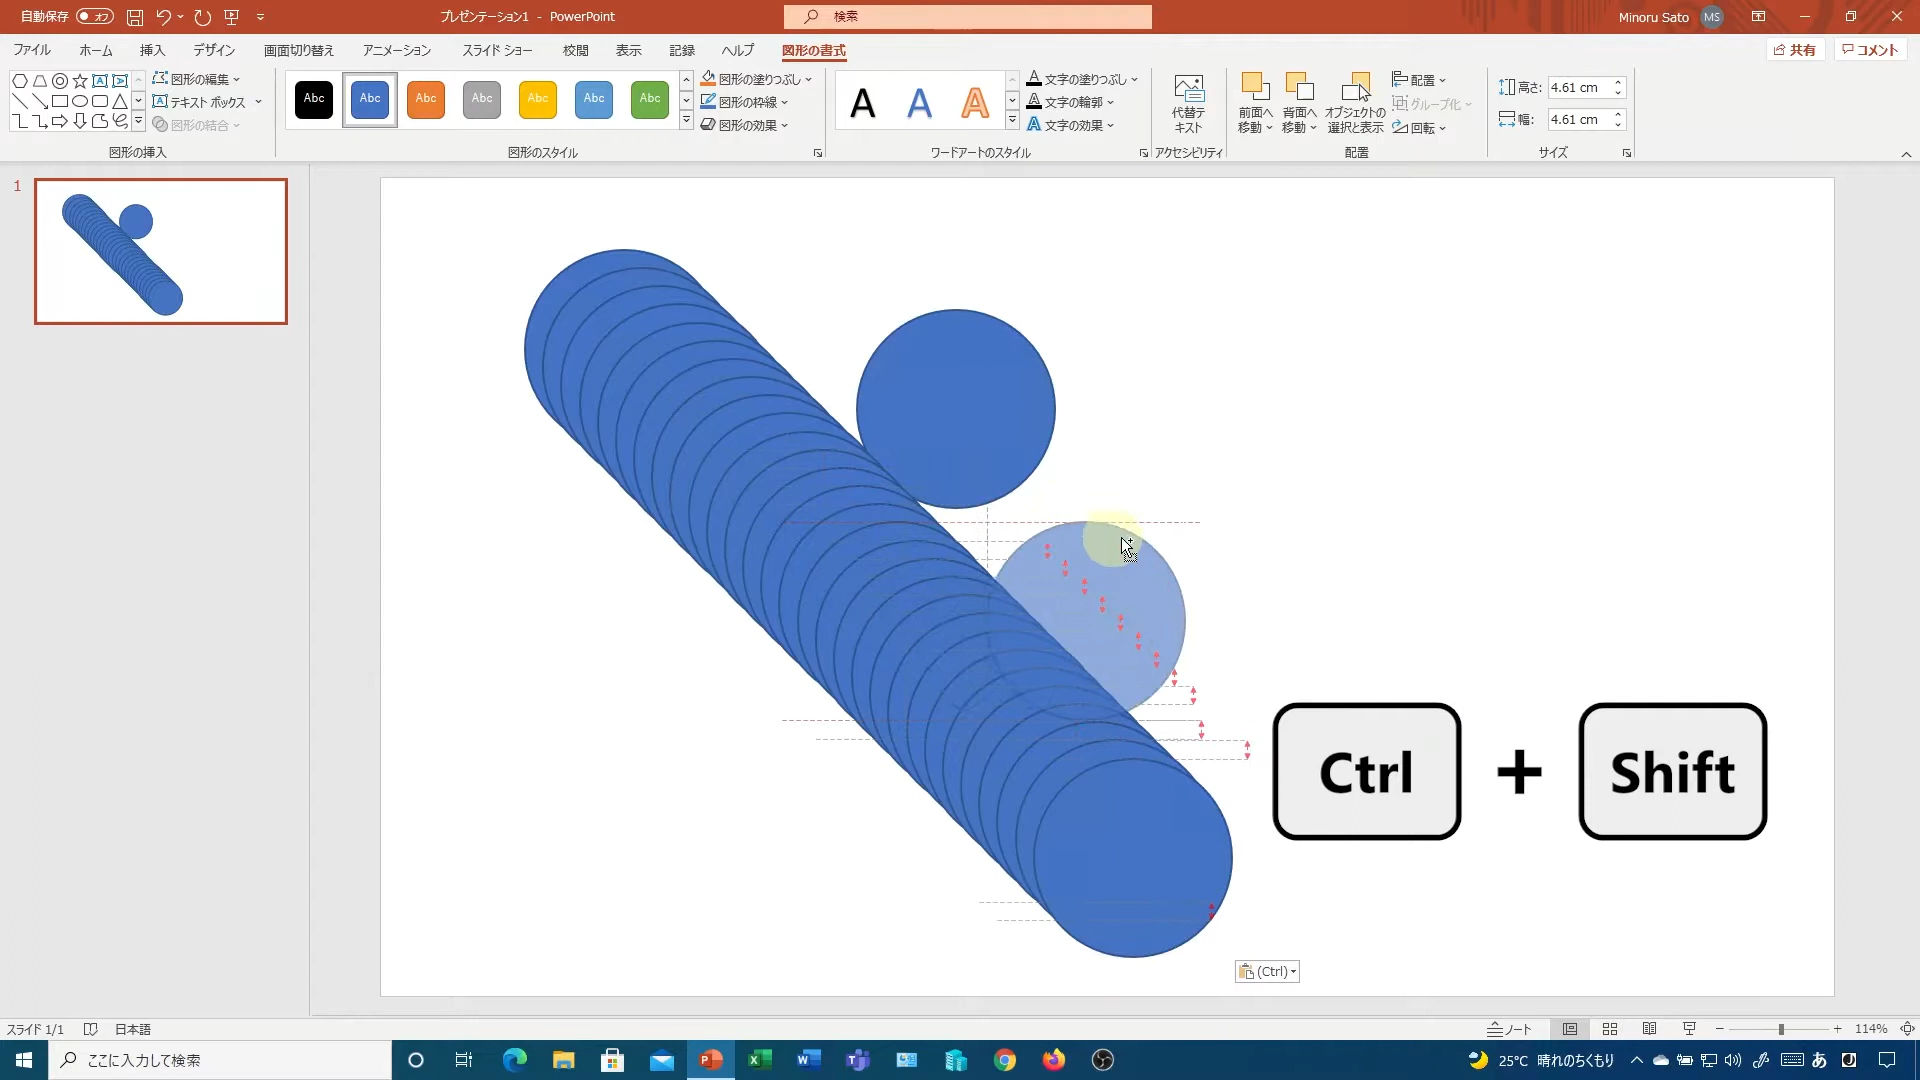 自動保存 オフ プレゼンテーション1 - PowerPoint 検索 Minoru Sato MS
ファイル ホーム 挿入 デザイン 画面切り替え アニメーション スライド ショー 校閲 表示 記録 ヘルプ 図形の書式 共有 コメント
図形の編集
テキスト ボックス
図形の結合
図形の挿入
Abc Abc Abc Abc Abc Abc Abc
図形の塗りつぶし
図形の枠線
図形の効果
図形のスタイル
A A A
文字の塗りつぶし
文字の輪郭
文字の効果
ワードアートのスタイル
代替テ
キスト
アクセシビリティ
前面へ
移動
背面へ
移動
オブジェクトの
選択と表示
配置
グループ化
回転
配置
高さ: 4.61 cm
幅: 4.61 cm
サイズ
1
Ctrl + Shift
(Ctrl)
スライド 1/1 日本語 ノート 114%
ここに入力して検索 25°C 晴れのちくもり あ